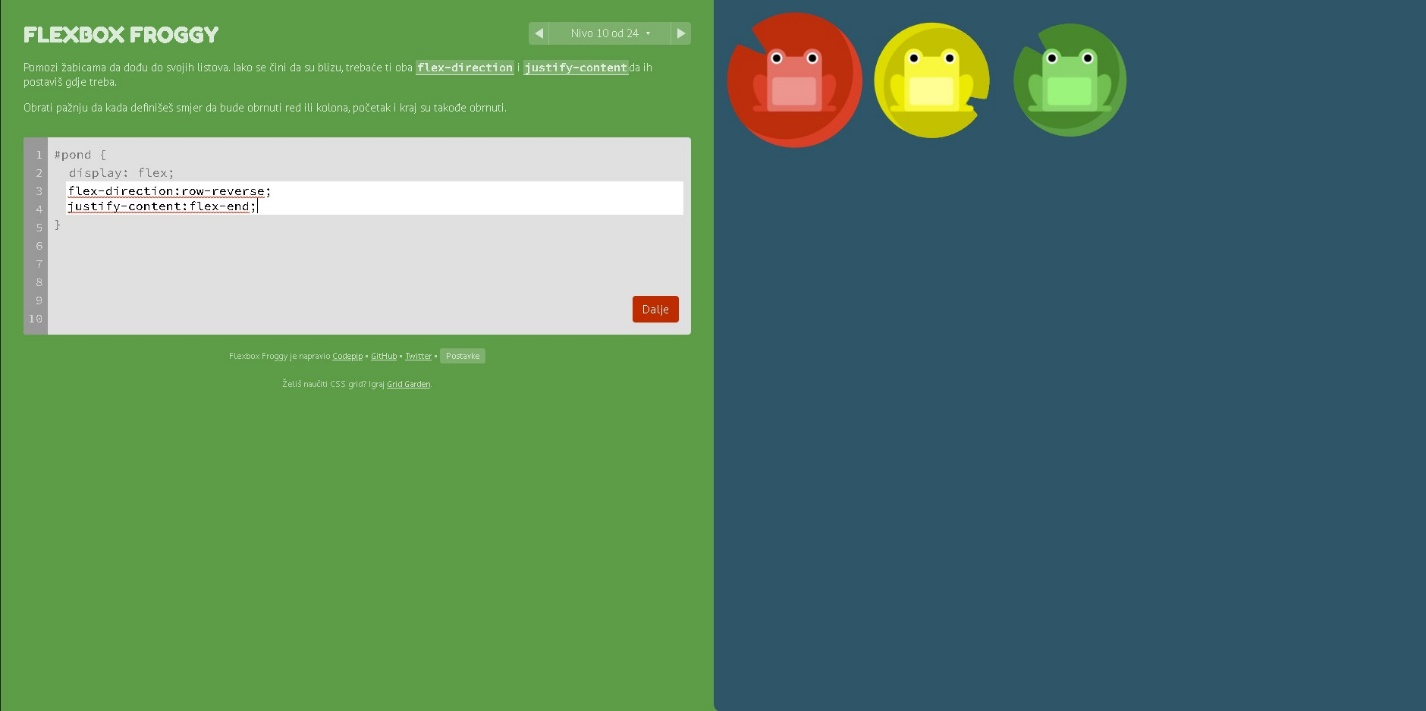 FLEXBOX FROGGY
◀ Nivo 10 od 24 ▾ ▶
Pomozi žabicama da dođu do svojih listova. Iako se čini da su blizu, trebaće ti oba flex-direction i justify-content da ih
postaviš gdje treba.
Obrati pažnju da kada definišeš smjer da bude obrnuti red ili kolona, početak i kraj su takođe obrnuti.
1 #pond {
2 display: flex;
3 flex-direction:row-reverse;
4 justify-content:flex-end;
5 }
6
7
8
9
10
Dalje
Flexbox Froggy je napravio Codepip • GitHub • Twitter • Postavke
Želiš naučiti CSS grid? Igraj Grid Garden.